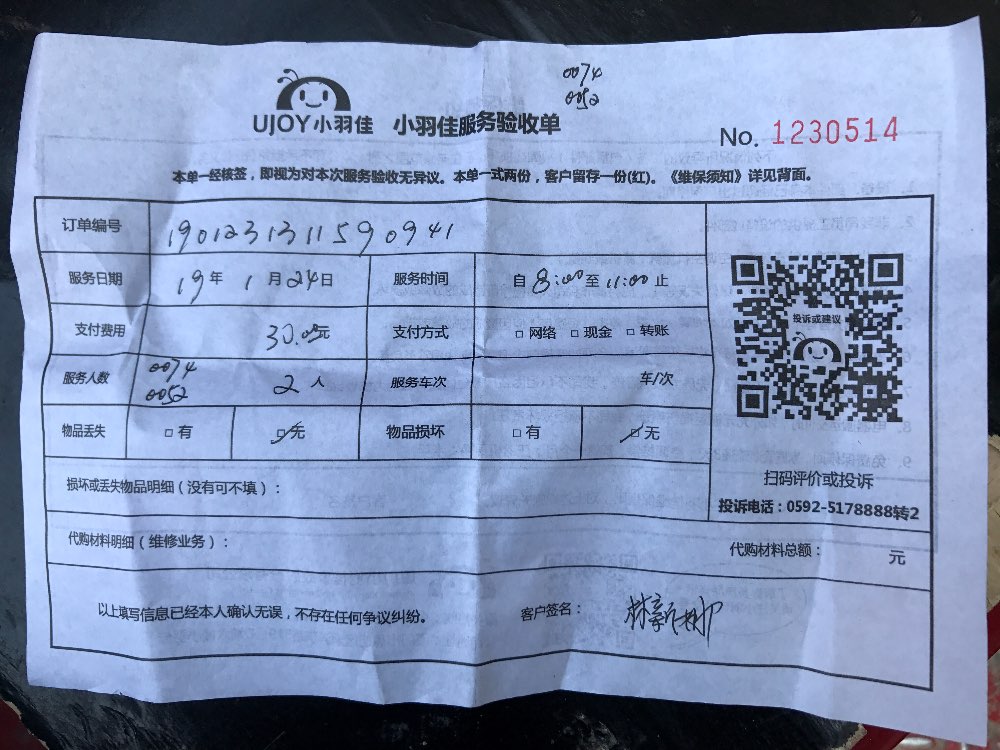 0074
0052
UJOY小羽佳 小羽佳服务验收单
No. 1230514
本单一经核签，即视为对本次服务验收无异议。本单一式两份，客户留存一份(红)。《维保须知》详见背面。
订单编号 190123131159 0941
服务日期 19年 1月24日 服务时间 自8:00至11:00止
投诉或建议
支付费用 30.00元 支付方式 □网络 □现金 □转账
服务人数 0074 0052 2人 服务车次 车/次
物品丢失 □有 ☑无 物品损坏 □有 ☑无
扫码评价或投诉
损坏或丢失物品明细（没有可不填）：
投诉电话：0592-5178888转2
代购材料明细（维修业务）： 代购材料总额： 元
以上填写信息已经本人确认无误，不存在任何争议纠纷。 客户签名：